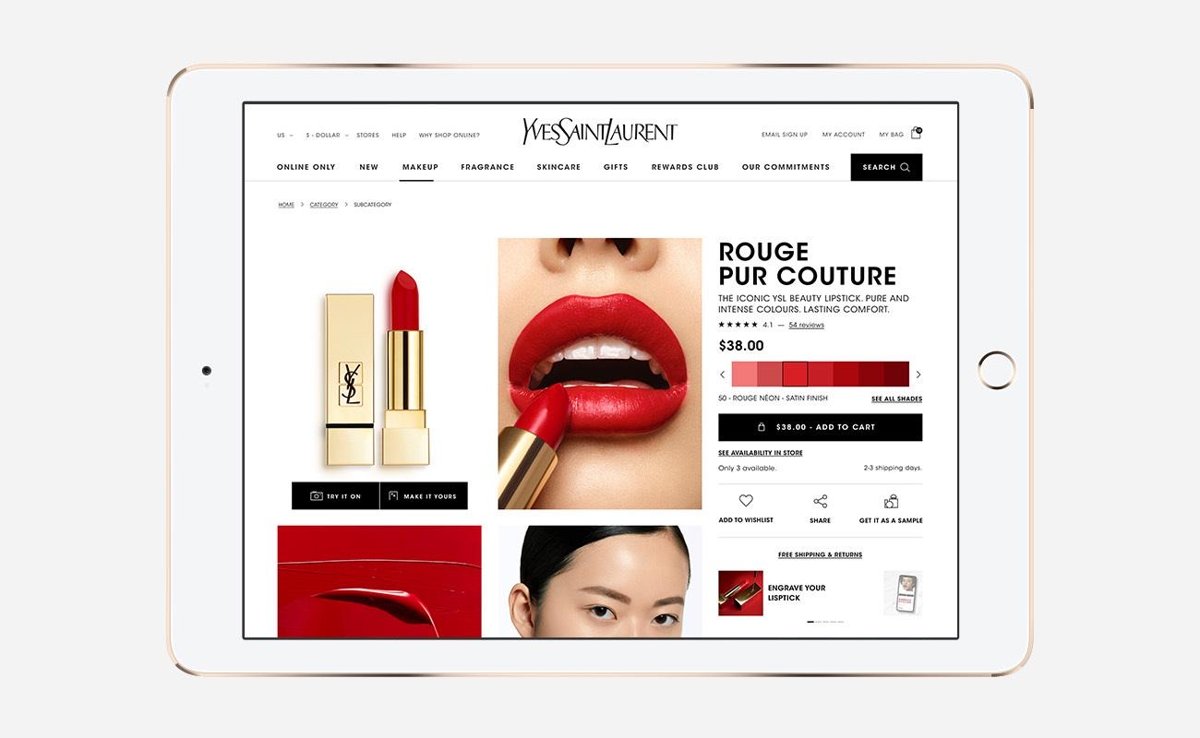 US
$ - DOLLAR
STORES
HELP
WHY SHOP ONLINE?
YVESSAINTLAURENT
EMAIL SIGN UP
MY ACCOUNT
MY BAG
ONLINE ONLY
NEW
MAKEUP
FRAGRANCE
SKINCARE
GIFTS
REWARDS CLUB
OUR COMMITMENTS
SEARCH
HOME > CATEGORY > SUBCATEGORY
ROUGE
PUR COUTURE
THE ICONIC YSL BEAUTY LIPSTICK. PURE AND
INTENSE COLOURS. LASTING COMFORT.
★★★★★ 4.1 — 54 reviews
$38.00
50 - ROUGE NÉON - SATIN FINISH
SEE ALL SHADES
$38.00 - ADD TO CART
SEE AVAILABILITY IN STORE
Only 3 available.
2-3 shipping days.
YSL
TRY IT ON
MAKE IT YOURS
ADD TO WISHLIST
SHARE
GET IT AS A SAMPLE
FREE SHIPPING & RETURNS
ENGRAVE YOUR
LISPTICK